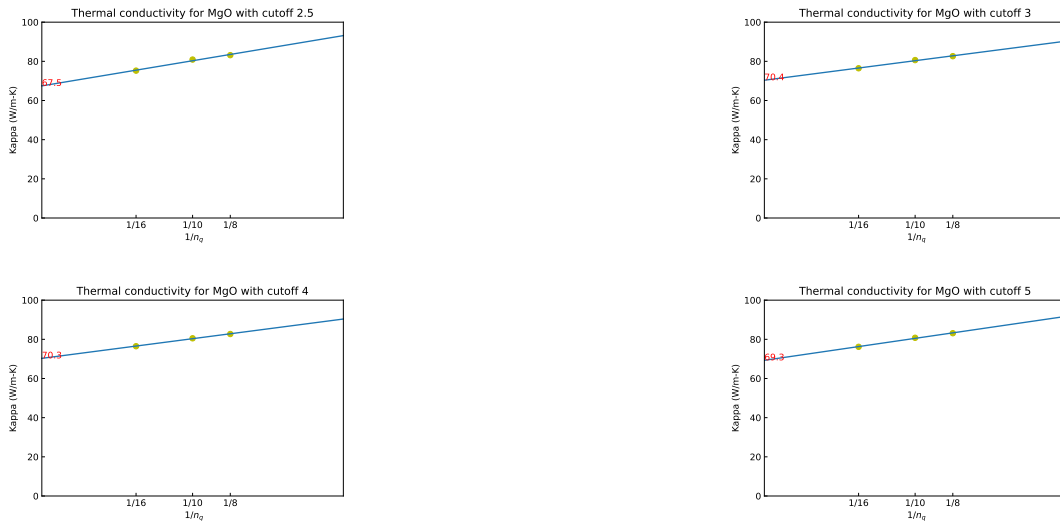 Thermal conductivity for MgO with cutoff 2.5
100
80
67.5
60
40
20
0
Kappa (W/m-K)
1/16 1/10 1/8
1/n_q
Thermal conductivity for MgO with cutoff 3
100
80
70.4
60
40
20
0
Kappa (W/m-K)
1/16 1/10 1/8
1/n_q
Thermal conductivity for MgO with cutoff 4
100
80
70.3
60
40
20
0
Kappa (W/m-K)
1/16 1/10 1/8
1/n_q
Thermal conductivity for MgO with cutoff 5
100
80
69.3
60
40
20
0
Kappa (W/m-K)
1/16 1/10 1/8
1/n_q